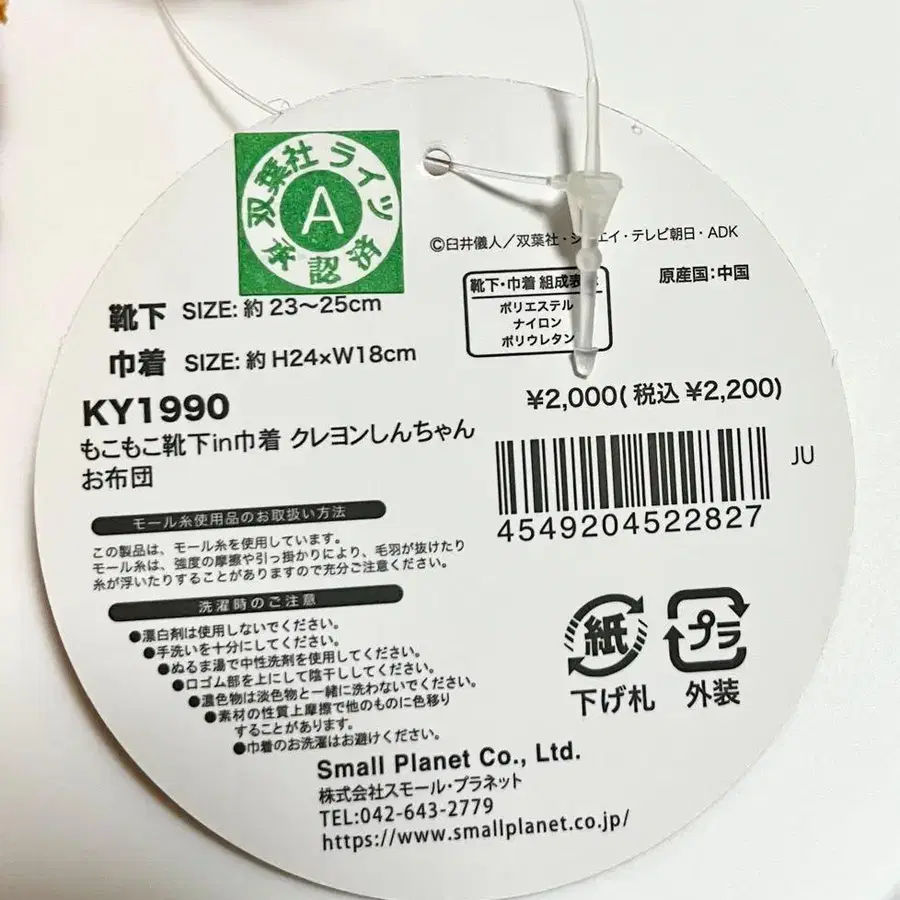 双葉社 ライツ
A
承認済
©臼井儀人／双葉社・シ エイ・テレビ朝日・ADK
靴下・巾着 組成表
ポリエステル
ナイロン
ポリウレタン
原産国:中国
靴下 SIZE: 約 23〜25cm
巾着 SIZE: 約 H24×W18cm
KY1990
もこもこ靴下in巾着 クレヨンしんちゃん
お布団
¥2,000( 税込 ¥2,200)
JU
4549204522827
モール糸使用品のお取扱い方法
この製品は、モール糸を使用しています。
モール糸は、強度の摩擦や引っ掛かりにより、毛羽が抜けたり
糸が浮いたりすることがありますので充分ご注意ください。
洗濯時のご注意
●漂白剤は使用しないでください。
●手洗いを十分にしてください。
●ぬるま湯で中性洗剤を使用してください。
●口ゴム部を上にして陰干ししてください。
●濃色物は淡色物と一緒に洗わないでください。
●素材の性質上摩擦で他のものに色移り
することがあります。
●巾着のお洗濯はお避けください。
紙
下げ札
プラ
外装
Small Planet Co., Ltd.
株式会社スモール・プラネット
TEL:042-643-2779
https://www.smallplanet.co.jp/